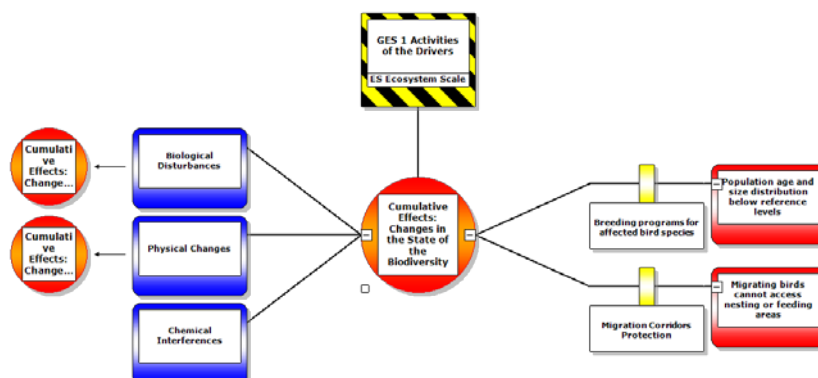 GES 1 Activities
of the Drivers
ES Ecosystem Scale
Cumulati
ve
Effects:
Change...
Biological
Disturbances
Cumulati
ve
Effects:
Change...
Physical Changes
Chemical
Interferences
Cumulative
Effects:
Changes in
the State of
the
Biodiversity
Breeding programs for
affected bird species
Population age and
size distribution
below reference
levels
Migration Corridors
Protection
Migrating birds
cannot access
nesting or feeding
areas